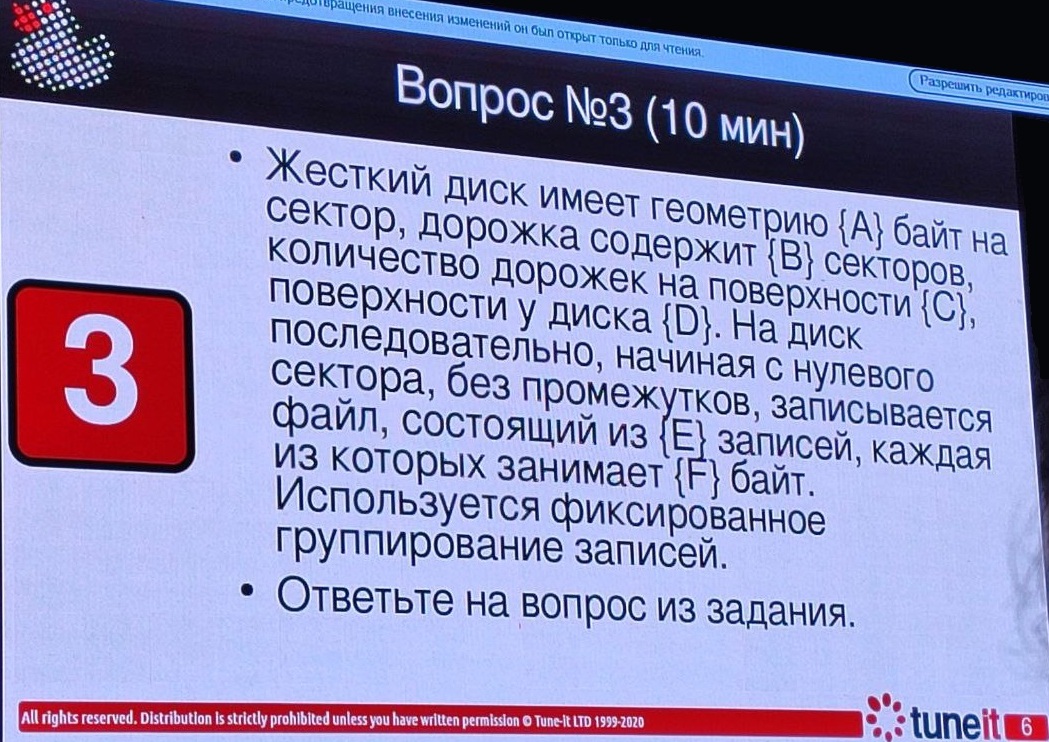 предотвращения внесения изменений он был открыт только для чтения.
Разрешить редактиров
Вопрос №3 (10 мин)
• Жесткий диск имеет геометрию {A} байт на
сектор, дорожка содержит {B} секторов,
количество дорожек на поверхности {C},
поверхности у диска {D}. На диск
последовательно, начиная с нулевого
сектора, без промежутков, записывается
файл, состоящий из {E} записей, каждая
из которых занимает {F} байт.
Используется фиксированное
группирование записей.
• Ответьте на вопрос из задания.
3
All rights reserved. Distribution is strictly prohibited unless you have written permission © Tune-it LTD 1999-2020
tuneit
6